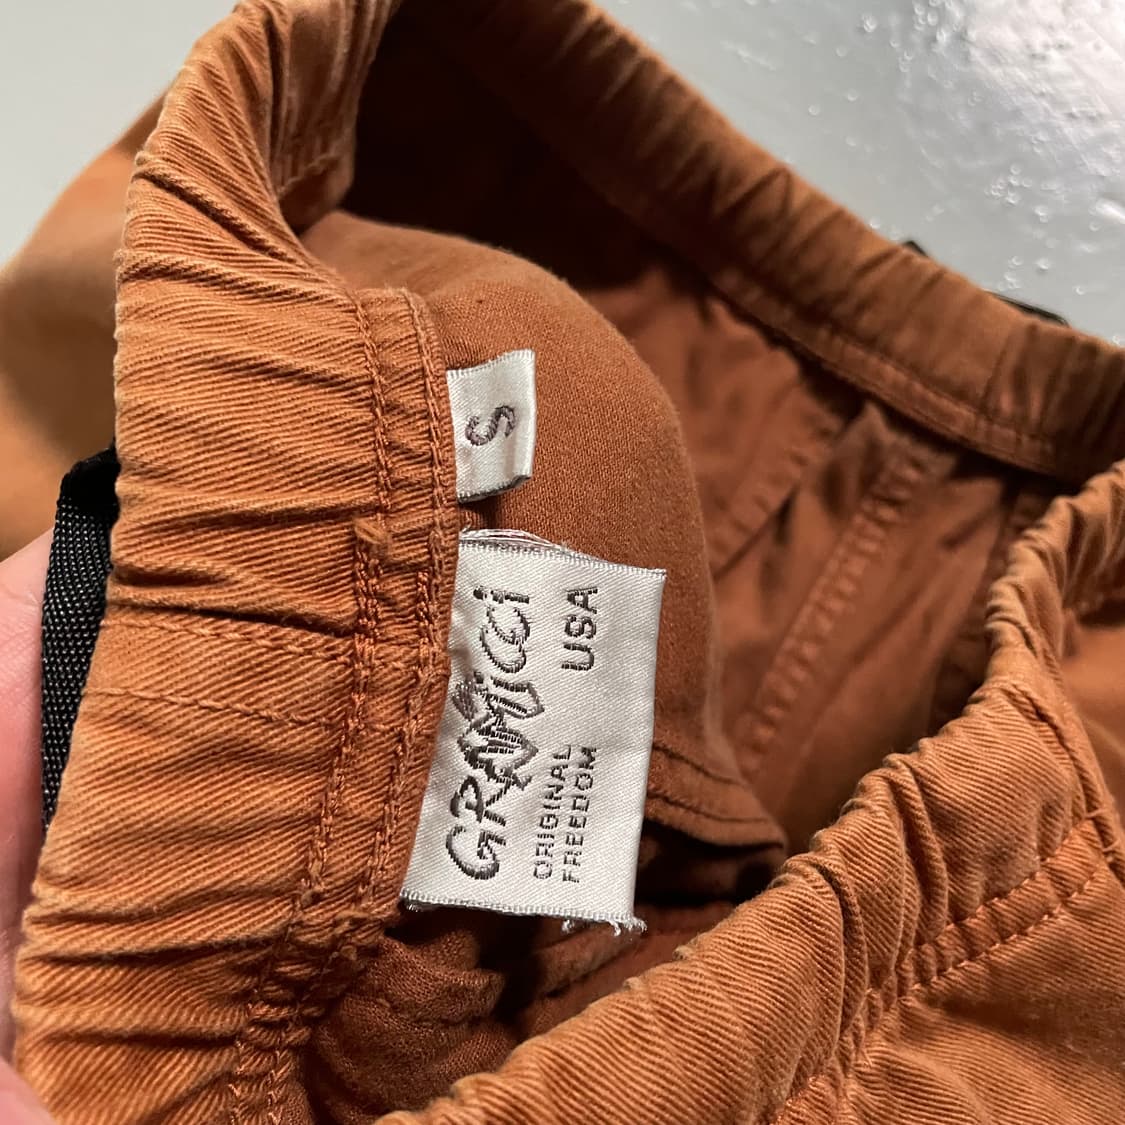 S
GRAMiCCi
USA
ORIGINAL
FREEDOM